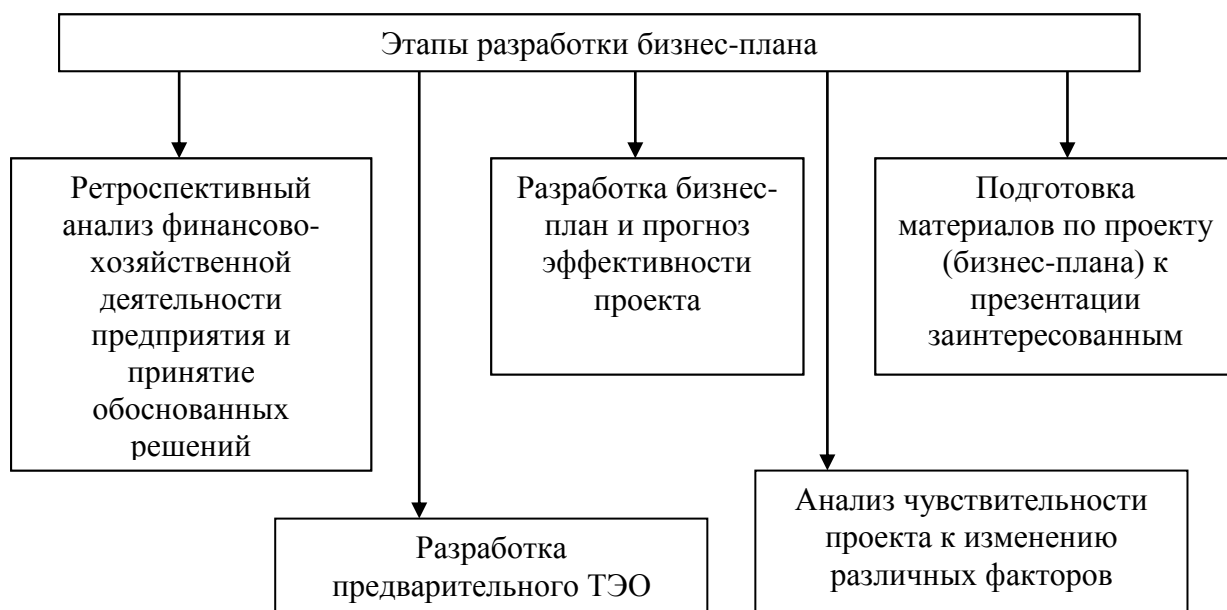 Этапы разработки бизнес-плана
Ретроспективный
анализ финансово-
хозяйственной
деятельности
предприятия и
принятие
обоснованных
решений
Разработка
предварительного ТЭО
Разработка бизнес-
план и прогноз
эффективности
проекта
Анализ чувствительности
проекта к изменению
различных факторов
Подготовка
материалов по проекту
(бизнес-плана) к
презентации
заинтересованным